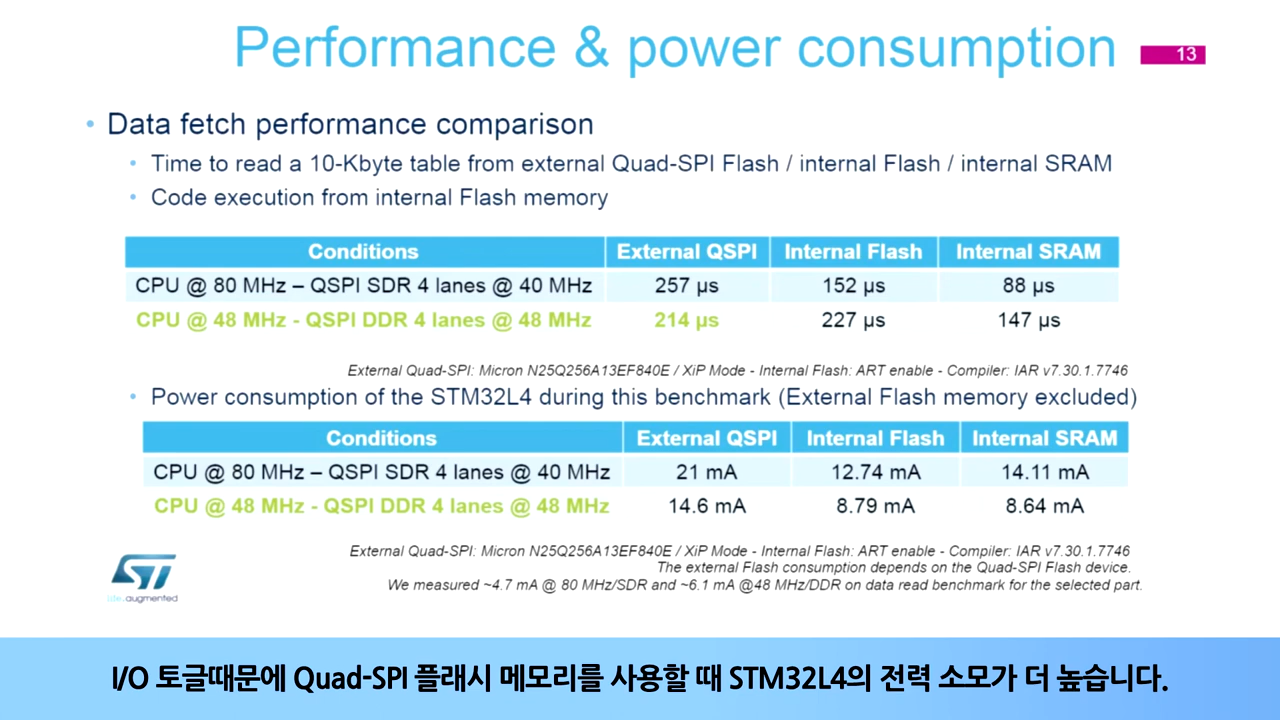 Performance & power consumption
13
• Data fetch performance comparison
• Time to read a 10-Kbyte table from external Quad-SPI Flash / internal Flash / internal SRAM
• Code execution from internal Flash memory
Conditions External QSPI Internal Flash Internal SRAM
CPU @ 80 MHz – QSPI SDR 4 lanes @ 40 MHz 257 µs 152 µs 88 µs
CPU @ 48 MHz - QSPI DDR 4 lanes @ 48 MHz 214 µs 227 µs 147 µs
External Quad-SPI: Micron N25Q256A13EF840E / XiP Mode - Internal Flash: ART enable - Compiler: IAR v7.30.1.7746
• Power consumption of the STM32L4 during this benchmark (External Flash memory excluded)
Conditions External QSPI Internal Flash Internal SRAM
CPU @ 80 MHz – QSPI SDR 4 lanes @ 40 MHz 21 mA 12.74 mA 14.11 mA
CPU @ 48 MHz - QSPI DDR 4 lanes @ 48 MHz 14.6 mA 8.79 mA 8.64 mA
External Quad-SPI: Micron N25Q256A13EF840E / XiP Mode - Internal Flash: ART enable - Compiler: IAR v7.30.1.7746
The external Flash consumption depends on the Quad-SPI Flash device.
We measured ~4.7 mA @ 80 MHz/SDR and ~6.1 mA @48 MHz/DDR on data read benchmark for the selected part.
ST
life.augmented
I/O 토글때문에 Quad-SPI 플래시 메모리를 사용할 때 STM32L4의 전력 소모가 더 높습니다.